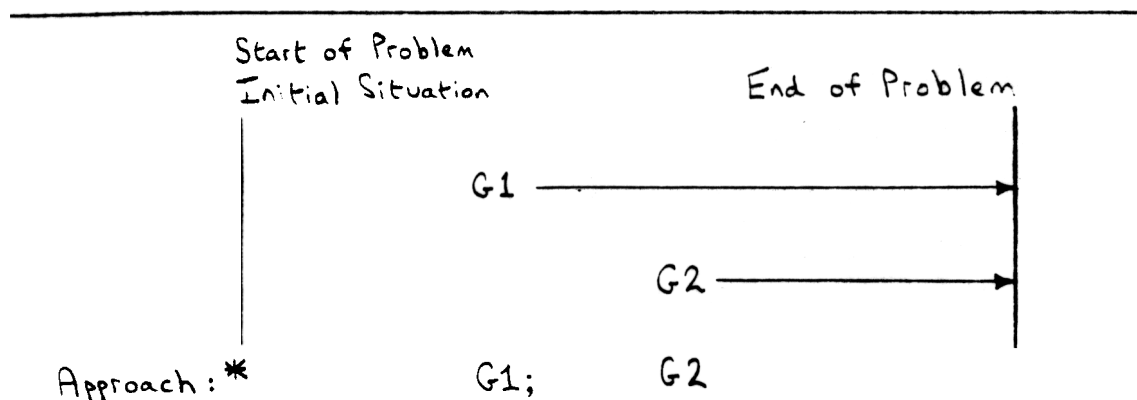 Start of Problem
Initial Situation
End of Problem
G1
G2
Approach:* G1; G2